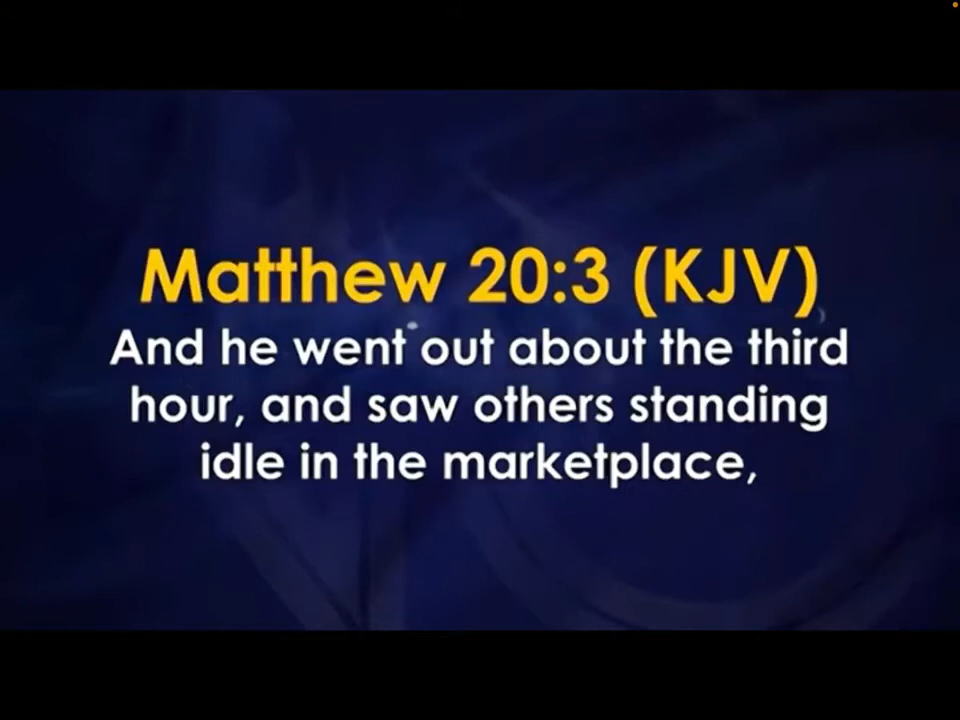 Matthew 20:3 (KJV)
And he went out about the third
hour, and saw others standing
idle in the marketplace,